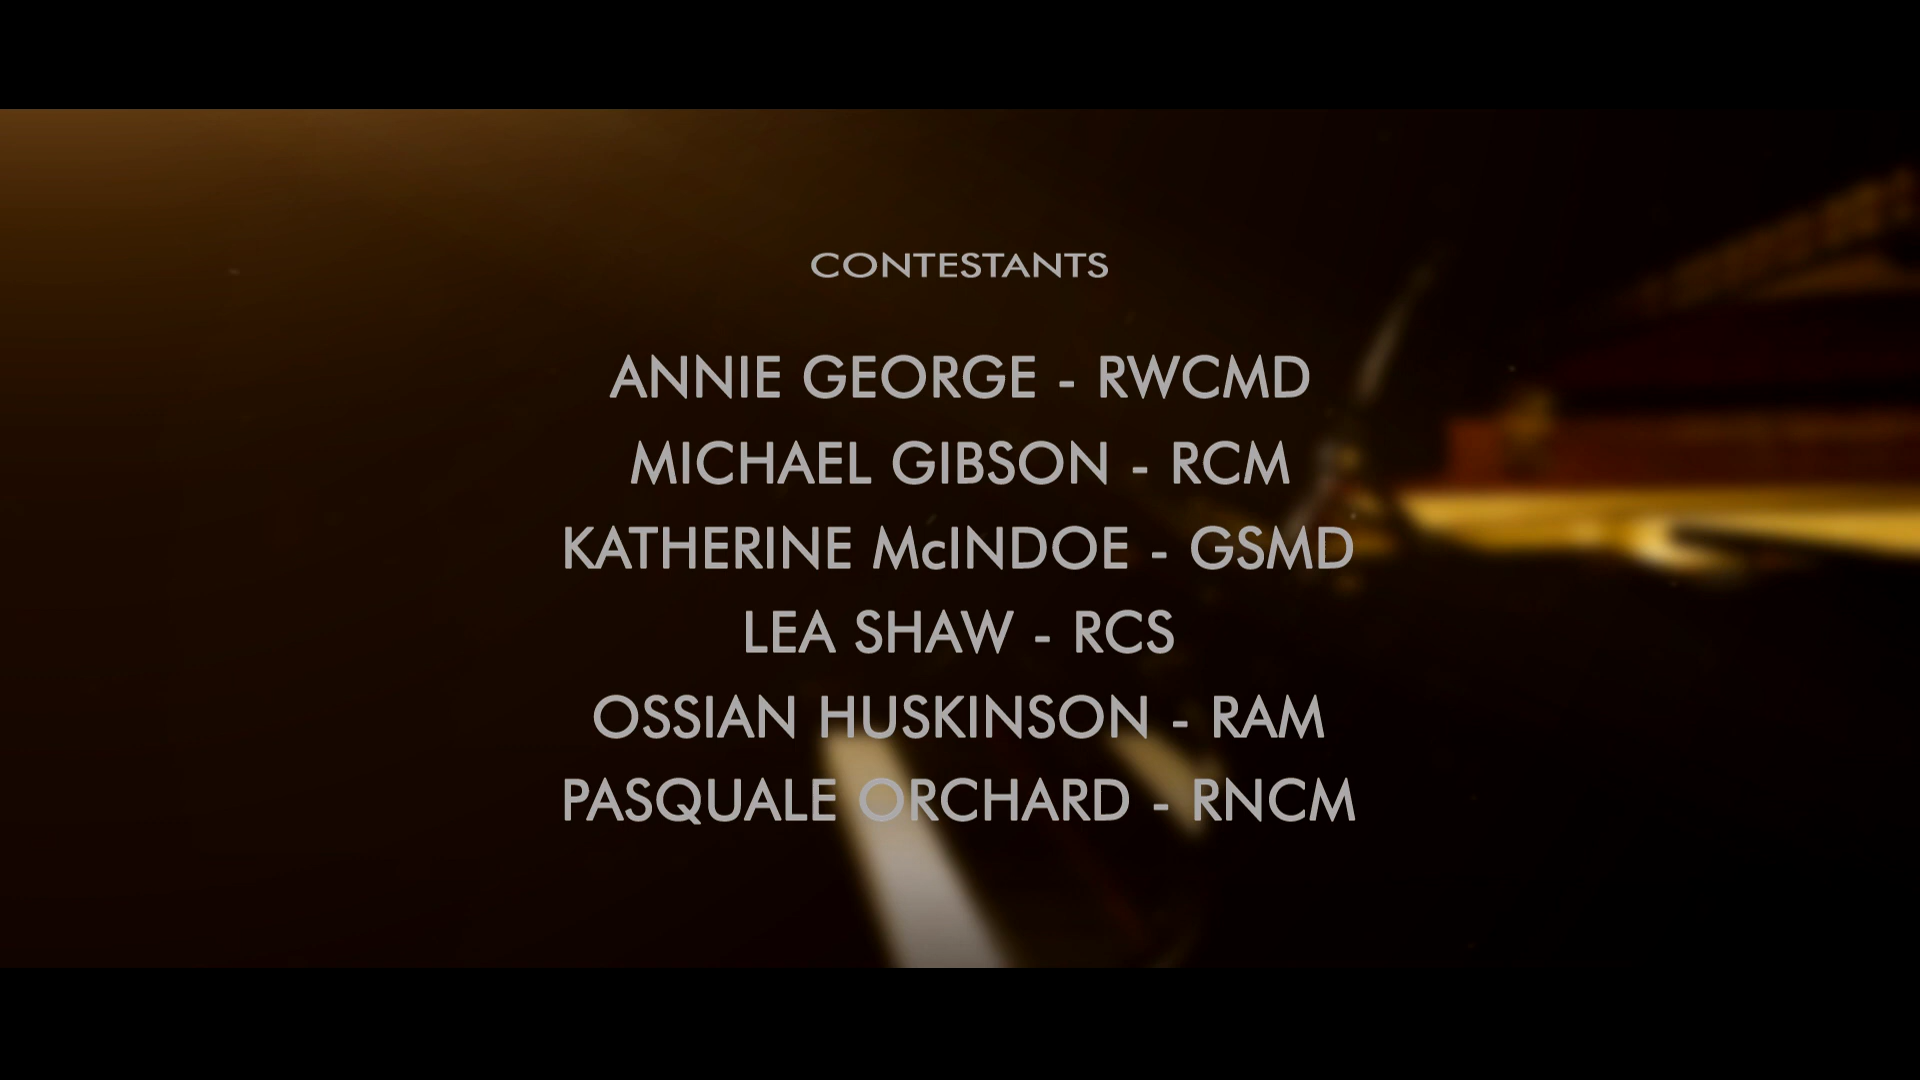 CONTESTANTS
ANNIE GEORGE - RWCMD
MICHAEL GIBSON - RCM
KATHERINE McINDOE - GSMD
LEA SHAW - RCS
OSSIAN HUSKINSON - RAM
PASQUALE ORCHARD - RNCM